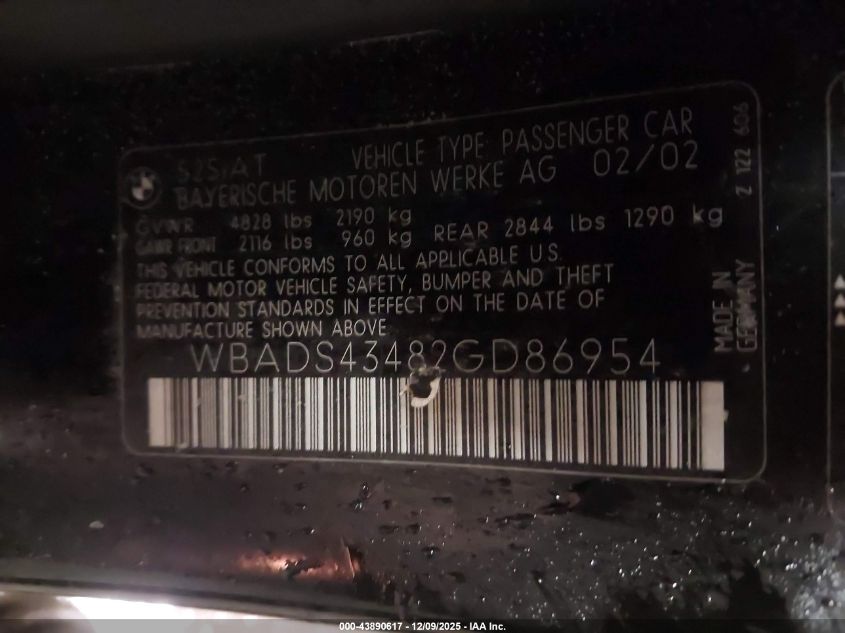 525iA T VEHICLE TYPE PASSENGER CAR
BAYERISCHE MOTOREN WERKE AG 02/02
GVWR 4828 lbs 2190 kg
GAWR FRONT 2116 lbs 960 kg REAR 2844 lbs 1290 kg
THIS VEHICLE CONFORMS TO ALL APPLICABLE U.S.
FEDERAL MOTOR VEHICLE SAFETY, BUMPER AND THEFT
PREVENTION STANDARDS IN EFFECT ON THE DATE OF
MANUFACTURE SHOWN ABOVE
WBADS43482GD86954
Z 122 606
MADE IN
GERMANY
000-43890617 - 12/09/2025 - IAA Inc.